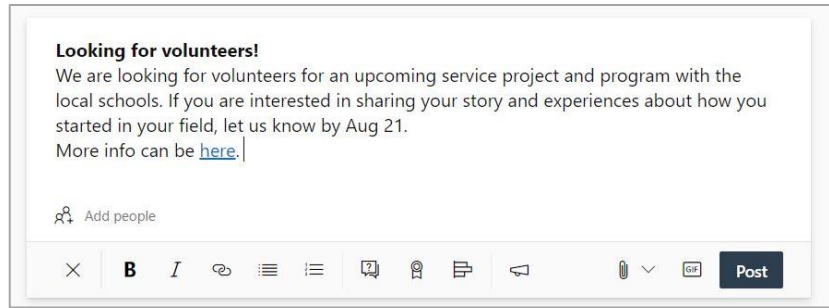 Looking for volunteers!
We are looking for volunteers for an upcoming service project and program with the
local schools. If you are interested in sharing your story and experiences about how you
started in your field, let us know by Aug 21.
More info can be here.
Add people
B I GIF Post